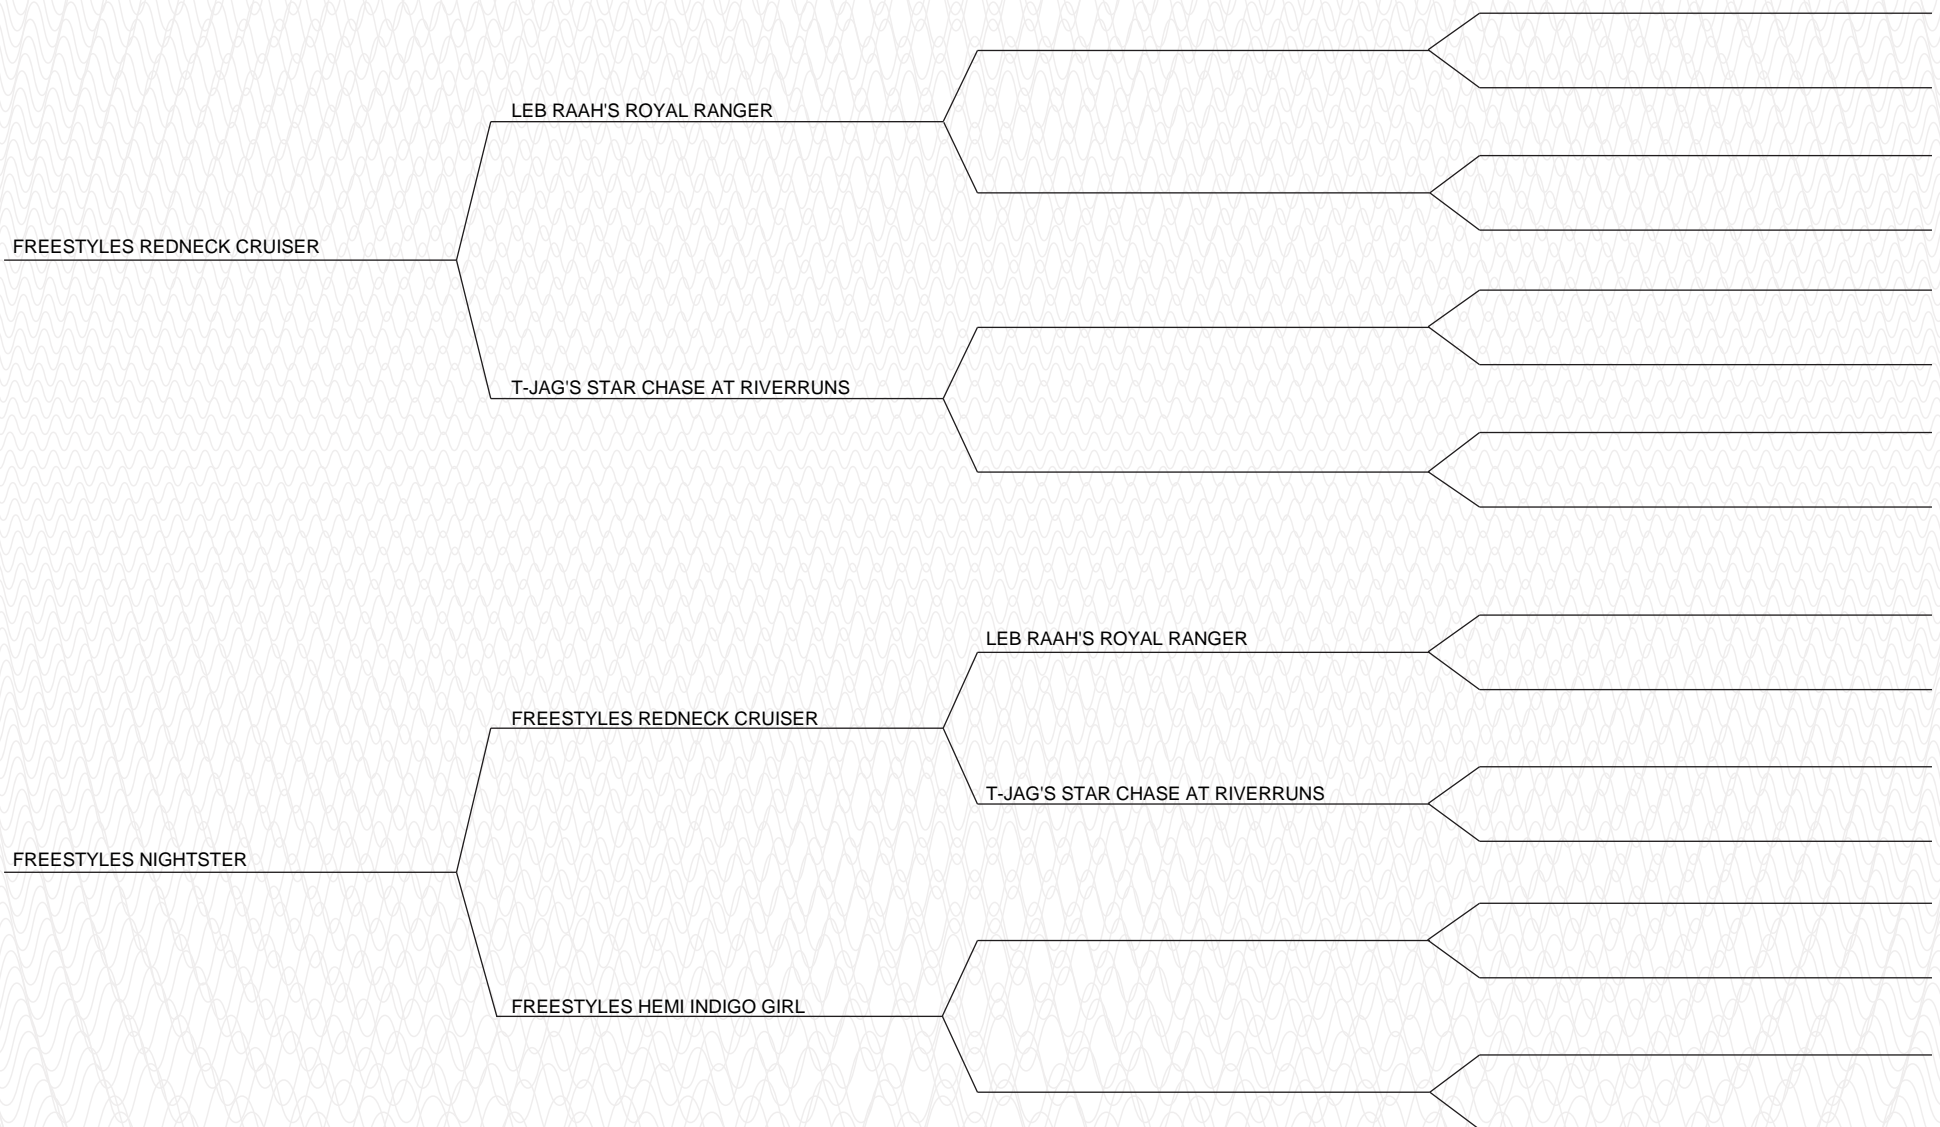 LEB RAAH'S ROYAL RANGER
FREESTYLES REDNECK CRUISER
T-JAG'S STAR CHASE AT RIVERRUNS
LEB RAAH'S ROYAL RANGER
FREESTYLES REDNECK CRUISER
T-JAG'S STAR CHASE AT RIVERRUNS
FREESTYLES NIGHTSTER
FREESTYLES HEMI INDIGO GIRL